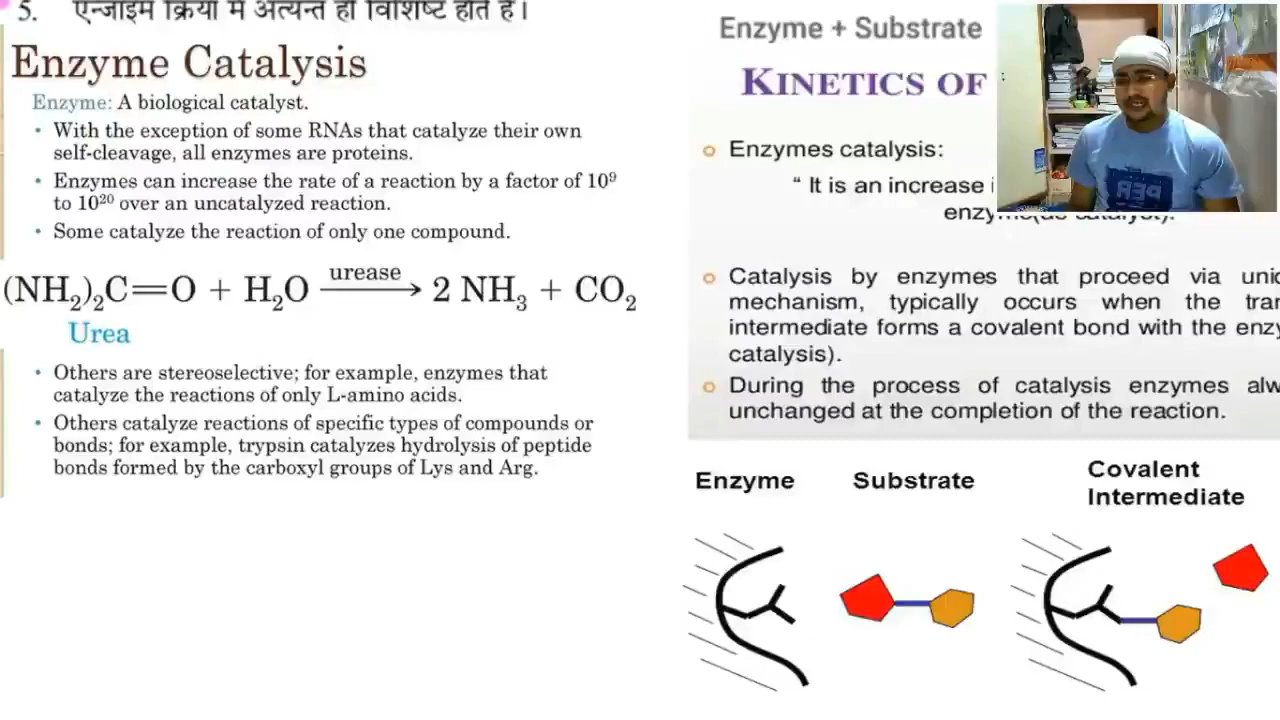 5. एन्जाइम क्रिया में अत्यन्त ही विशिष्ट होते हैं।
Enzyme Catalysis
Enzyme: A biological catalyst.
• With the exception of some RNAs that catalyze their own
self-cleavage, all enzymes are proteins.
• Enzymes can increase the rate of a reaction by a factor of 10⁹
to 10²⁰ over an uncatalyzed reaction.
• Some catalyze the reaction of only one compound.
urease
(NH₂)₂C=O + H₂O → 2 NH₃ + CO₂
Urea
• Others are stereoselective; for example, enzymes that
catalyze the reactions of only L-amino acids.
• Others catalyze reactions of specific types of compounds or
bonds; for example, trypsin catalyzes hydrolysis of peptide
bonds formed by the carboxyl groups of Lys and Arg.
Enzyme + Substrate
KINETICS OF
Enzymes catalysis:
“ It is an increase
Catalysis by enzymes that proceed via
mechanism, typically occurs when the
intermediate forms a covalent bond with the
catalysis).
During the process of catalysis enzymes
unchanged at the completion of the reaction.
Enzyme
Substrate
Covalent
Intermediate